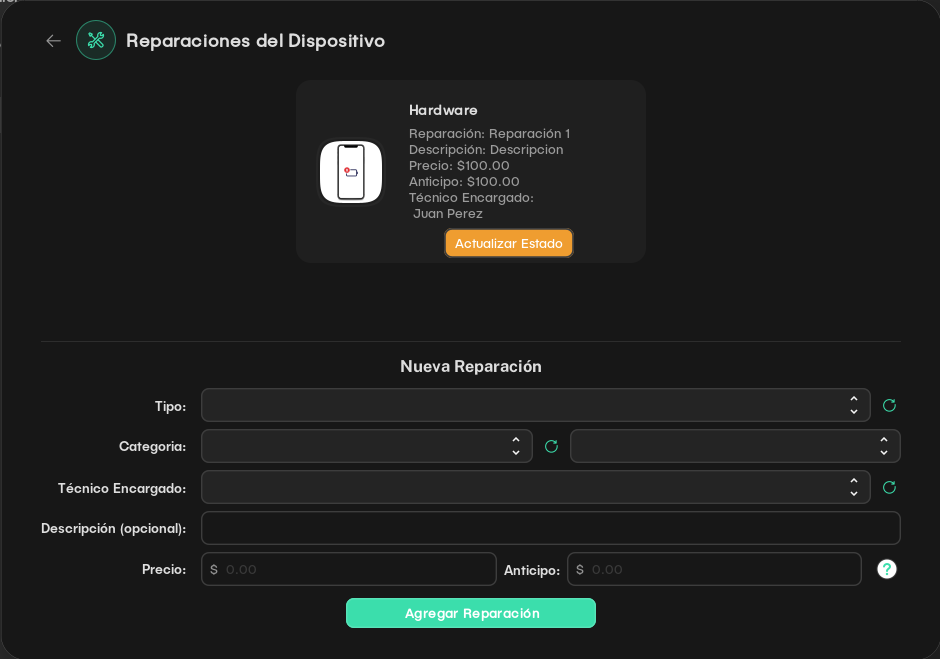 Reparaciones del Dispositivo
Hardware
Reparación: Reparación 1
Descripción: Descripcion
Precio: $100.00
Anticipo: $100.00
Técnico Encargado:
Juan Perez
Actualizar Estado
Nueva Reparación
Tipo:
Categoria:
Técnico Encargado:
Descripción (opcional):
Precio: $ 0.00 Anticipo: $ 0.00 ?
Agregar Reparación